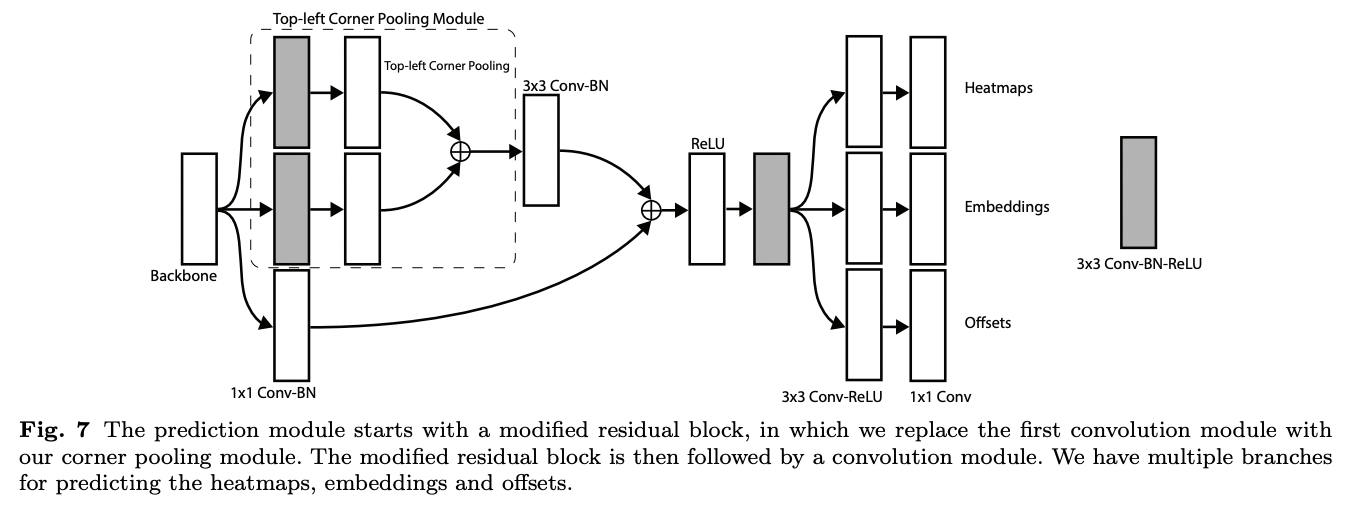 Top-left Corner Pooling Module
Top-left Corner Pooling
3x3 Conv-BN
Backbone
1x1 Conv-BN
ReLU
Heatmaps
Embeddings
Offsets
3x3 Conv-ReLU
1x1 Conv
3x3 Conv-BN-ReLU
Fig. 7 The prediction module starts with a modified residual block, in which we replace the first convolution module with
our corner pooling module. The modified residual block is then followed by a convolution module. We have multiple branches
for predicting the heatmaps, embeddings and offsets.